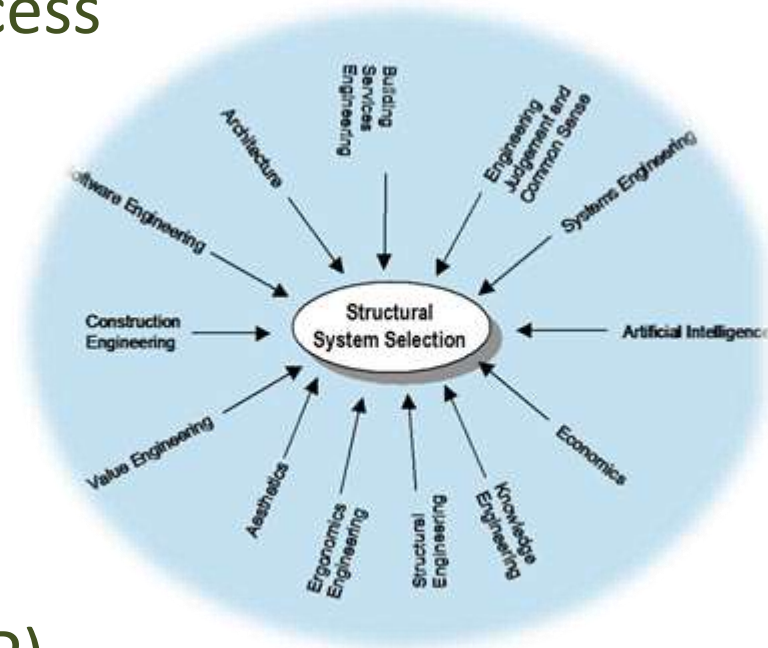 cess
Building
Services
Engineering
Engineering
Judgement and
Common Sense
Architecture
Systems Engineering
oftware Engineering
Structural
System Selection
Construction
Engineering
Artificial Intelligence
Value Engineering
Economics
Aesthetics
Ergonomics
Engineering
Structural
Engineering
Knowledge
Engineering